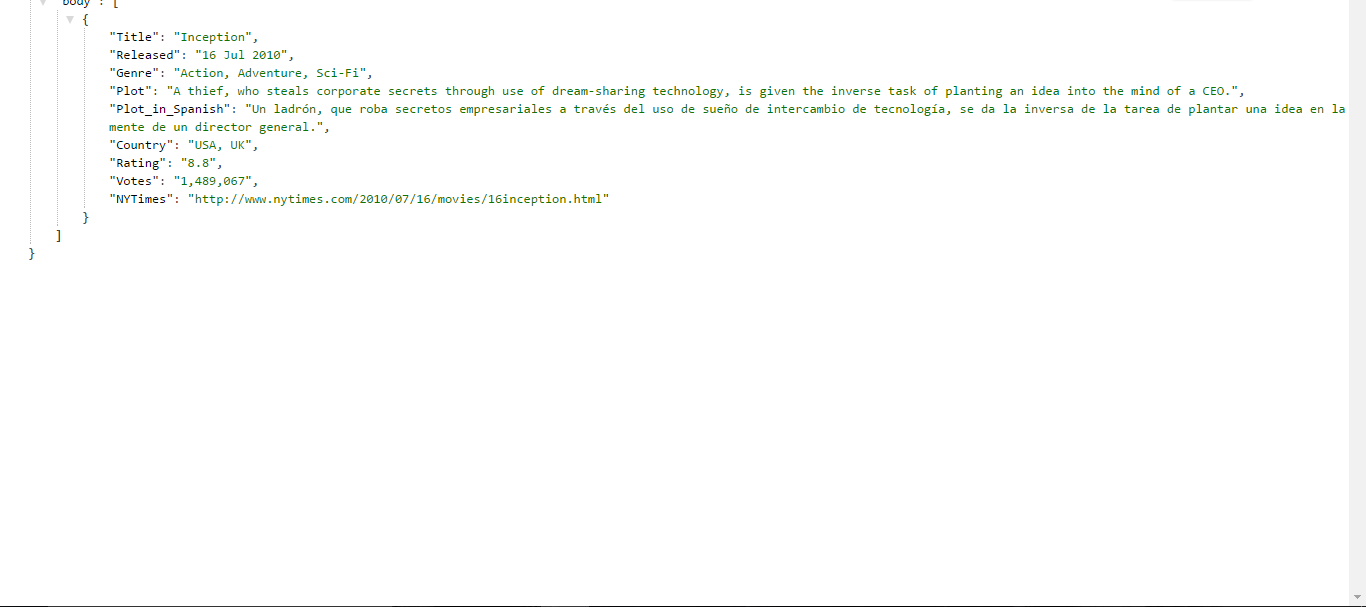 "body": [
{
"Title": "Inception",
"Released": "16 Jul 2010",
"Genre": "Action, Adventure, Sci-Fi",
"Plot": "A thief, who steals corporate secrets through use of dream-sharing technology, is given the inverse task of planting an idea into the mind of a CEO.",
"Plot_in_Spanish": "Un ladrón, que roba secretos empresariales a través del uso de sueño de intercambio de tecnología, se da la inversa de la tarea de plantar una idea en la
mente de un director general.",
"Country": "USA, UK",
"Rating": "8.8",
"Votes": "1,489,067",
"NYTimes": "http://www.nytimes.com/2010/07/16/movies/16inception.html"
}
]
}